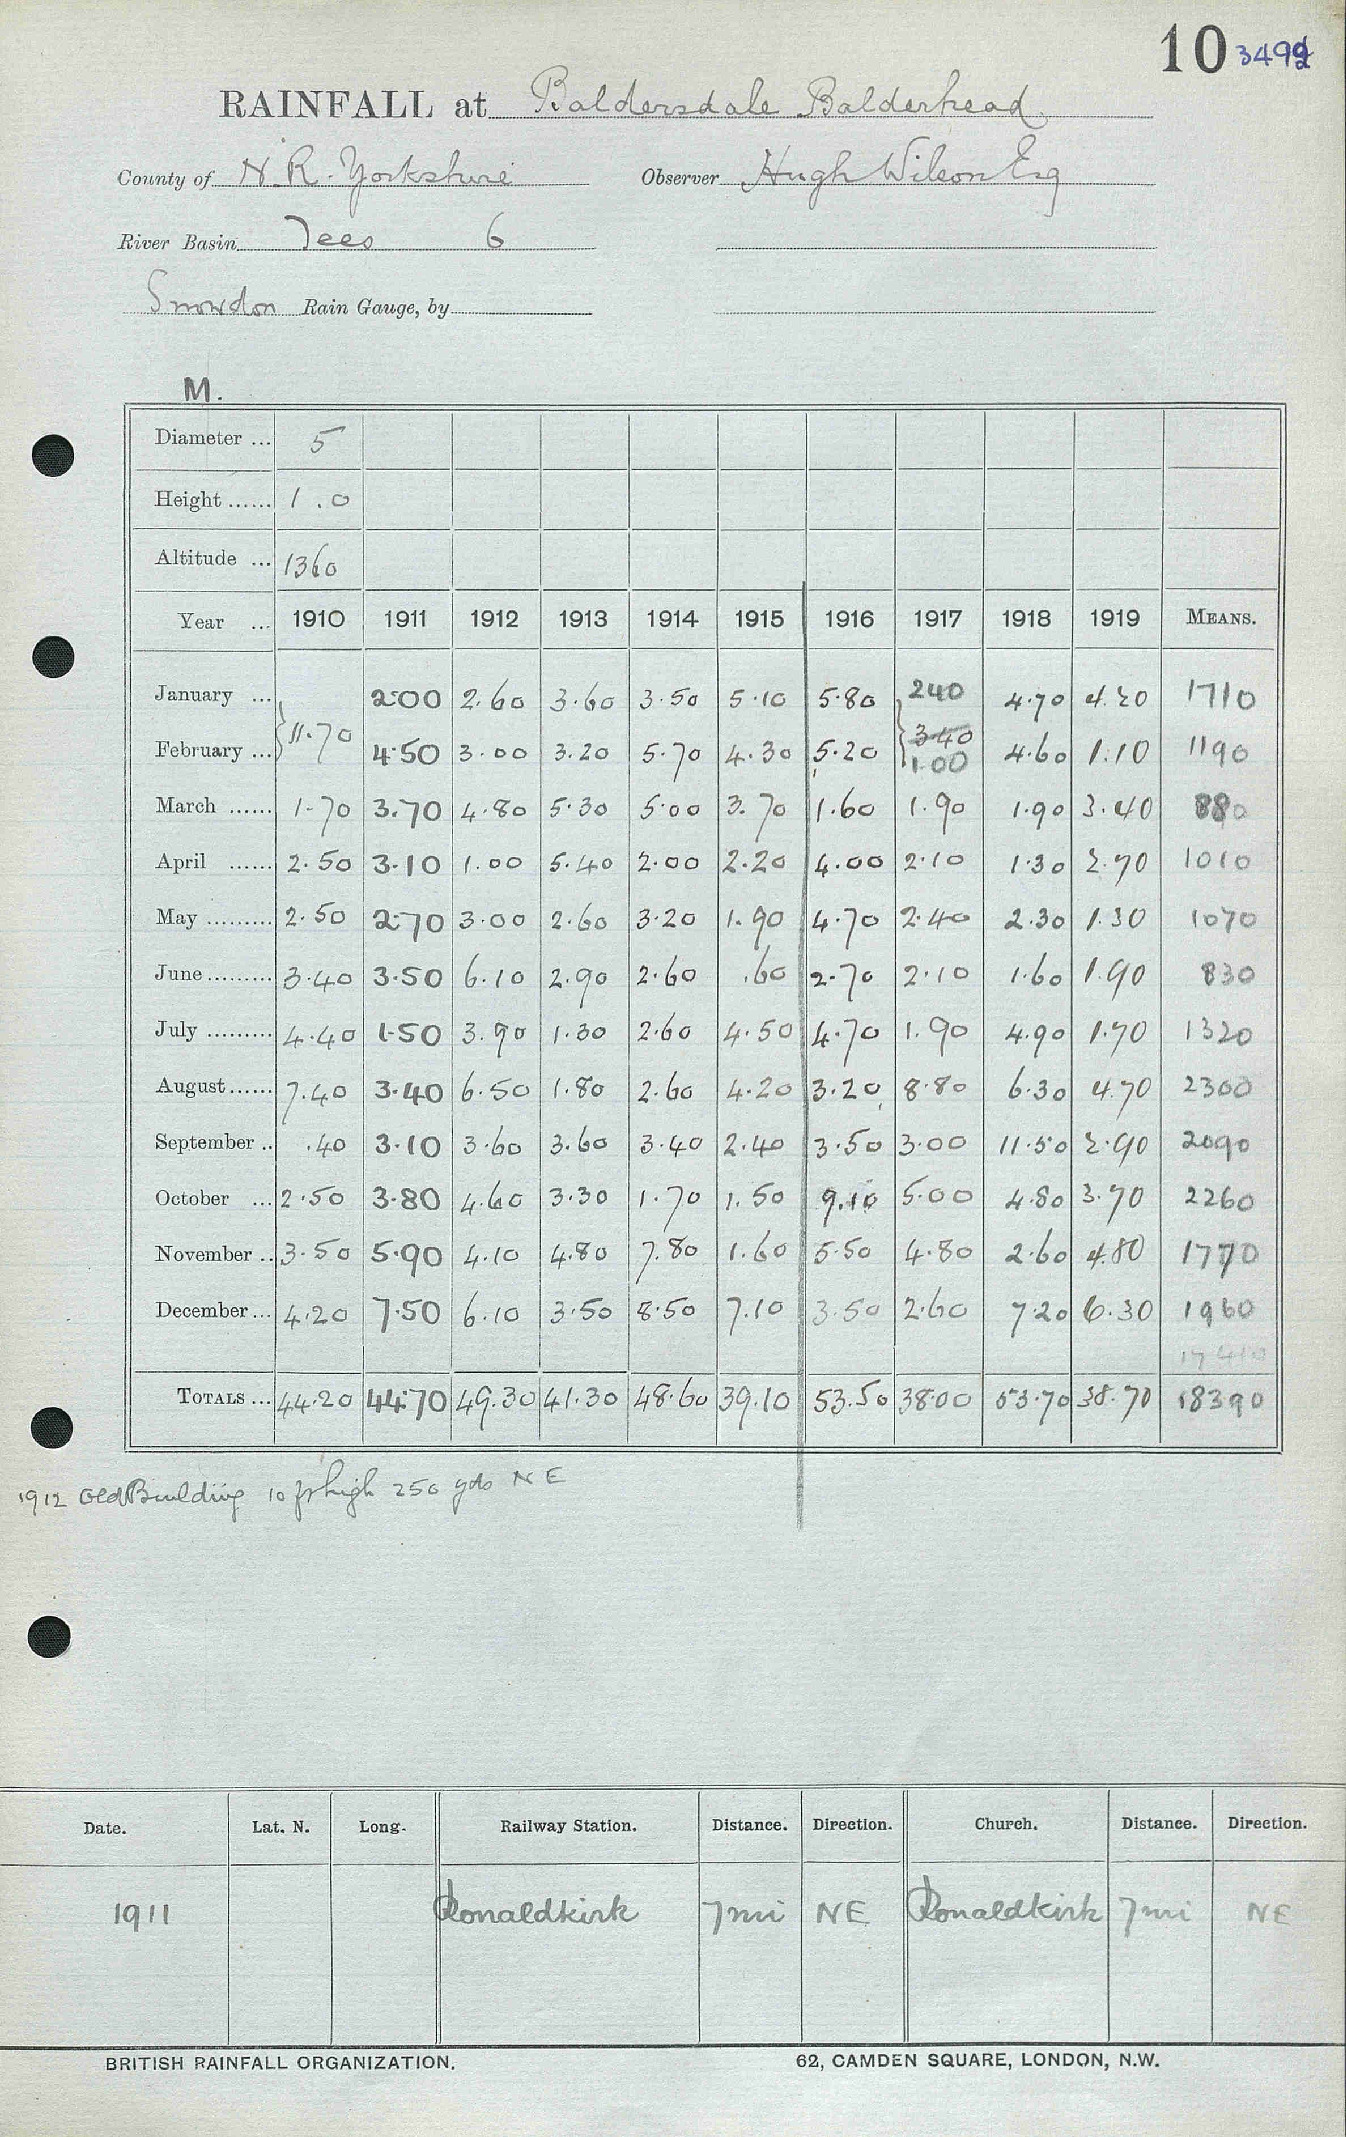 10 3492
RAINFALL at Baldersdale Balderhead
County of N.R. Yorkshire Observer Hugh Wilson Esq
River Basin Tees 6
Snowdon Rain Gauge, by
M.
Diameter ... 5
Height ...... 1.0
Altitude ... 1360
Year ... 1910 1911 1912 1913 1914 1915 1916 1917 1918 1919 MEANS.
January ... 2.00 2.60 3.60 3.50 5.10 5.80 240 4.70 4.20 1710
11.70 340
February ... 4.50 3.00 3.20 5.70 4.30 5.20 1.00 4.60 1.10 1190
March ...... 1.70 3.70 4.80 5.30 5.00 3.70 1.60 1.90 1.90 3.40 880
April ...... 2.50 3.10 1.00 5.40 2.00 2.20 4.00 2.10 1.30 2.70 1010
May ......... 2.50 2.70 3.00 2.60 3.20 1.90 4.70 2.40 2.30 1.30 1070
June ......... 3.40 3.50 6.10 2.90 2.60 .60 2.70 2.10 1.60 1.90 830
July ......... 4.40 1.50 3.90 1.30 2.60 4.50 4.70 1.90 4.90 1.70 1320
August ...... 7.40 3.40 6.50 1.80 2.60 4.20 3.20 8.80 6.30 4.70 2300
September .. .40 3.10 3.60 3.60 3.40 2.40 3.50 3.00 11.50 2.90 2090
October ... 2.50 3.80 4.60 3.30 1.70 1.50 9.10 5.00 4.80 3.70 2260
November .. 3.50 5.90 4.10 4.80 7.80 1.60 5.50 4.80 2.60 4.80 1770
December ... 4.20 7.50 6.10 3.50 8.50 7.10 3.50 2.60 7.20 6.30 1960
17410
TOTALS ... 44.20 44.70 49.30 41.30 48.60 39.10 53.50 38.00 53.70 38.70 18390
1912 Old Building 10 ft high 250 yds NE
Date. Lat. N. Long. Railway Station. Distance. Direction. Church. Distance. Direction.
1911 Romaldkirk 7 mi NE Romaldkirk 7 mi NE
BRITISH RAINFALL ORGANIZATION. 62, CAMDEN SQUARE, LONDON, N.W.